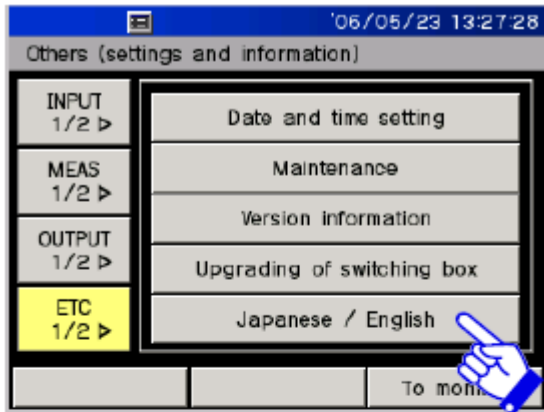 '06/05/23 13:27:28
Others (settings and information)
INPUT
1/2 ▷
MEAS
1/2 ▷
OUTPUT
1/2 ▷
ETC
1/2 ▷
Date and time setting
Maintenance
Version information
Upgrading of switching box
Japanese / English
To